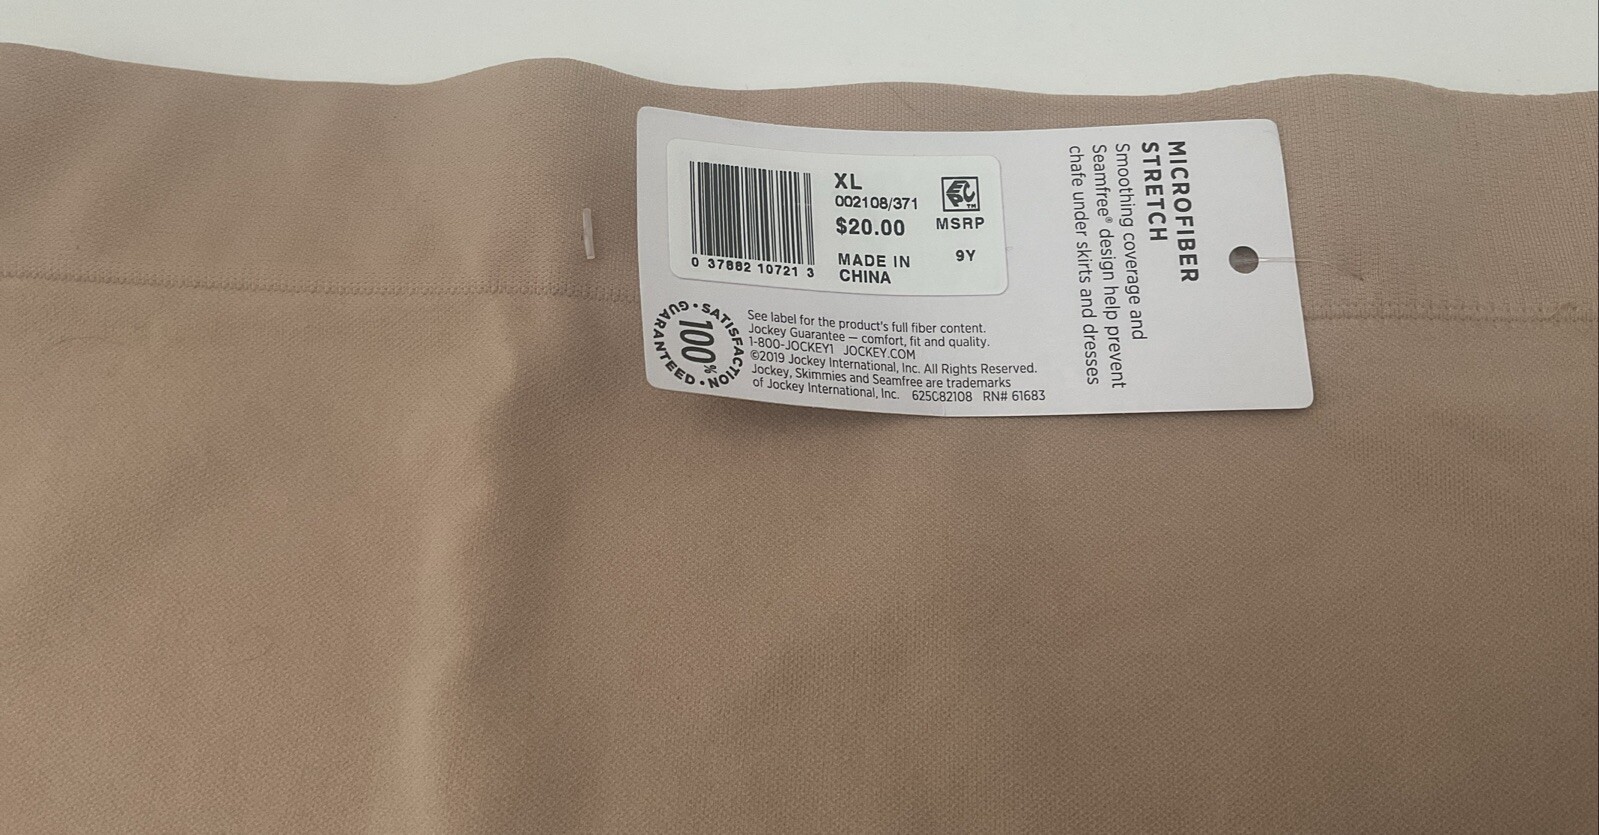 XL
002108/371
$20.00
MSRP
MADE IN
CHINA
9Y
0 37882 10721 3
100%
SATISFACTION • GUARANTEED •
See label for the product's full fiber content.
Jockey Guarantee — comfort, fit and quality.
1-800-JOCKEY1 JOCKEY.COM
©2019 Jockey International, Inc. All Rights Reserved.
Jockey, Skimmies and Seamfree are trademarks
of Jockey International, Inc. 625C82108 RN# 61683
MICROFIBER
STRETCH
Smoothing coverage and
Seamfree® design help prevent
chafe under skirts and dresses